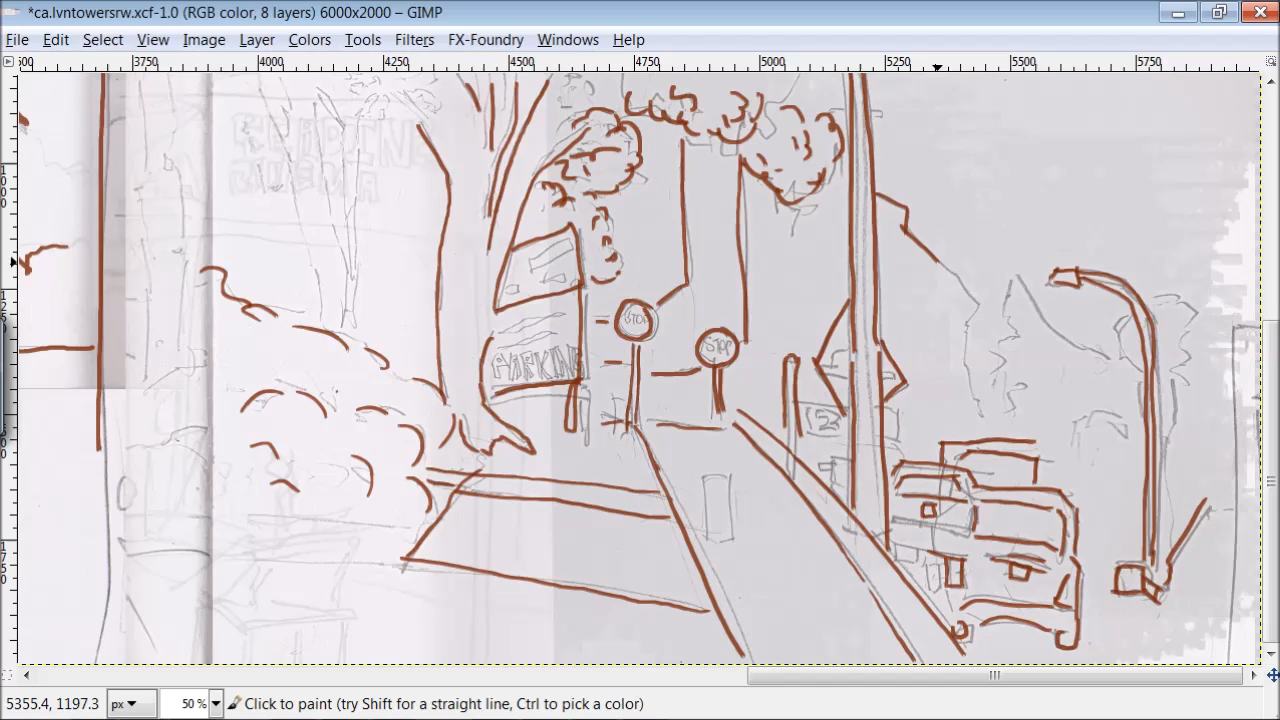 *ca.lvntowersrw.xcf-1.0 (RGB color, 8 layers) 6000x2000 – GIMP
File Edit Select View Image Layer Colors Tools Filters FX-Foundry Windows Help
3750 4000 4250 4500 4750 5000 5250 5500 5750
STOP
STOP
PARKING
5355.4, 1197.3 px 50 % Click to paint (try Shift for a straight line, Ctrl to pick a color)